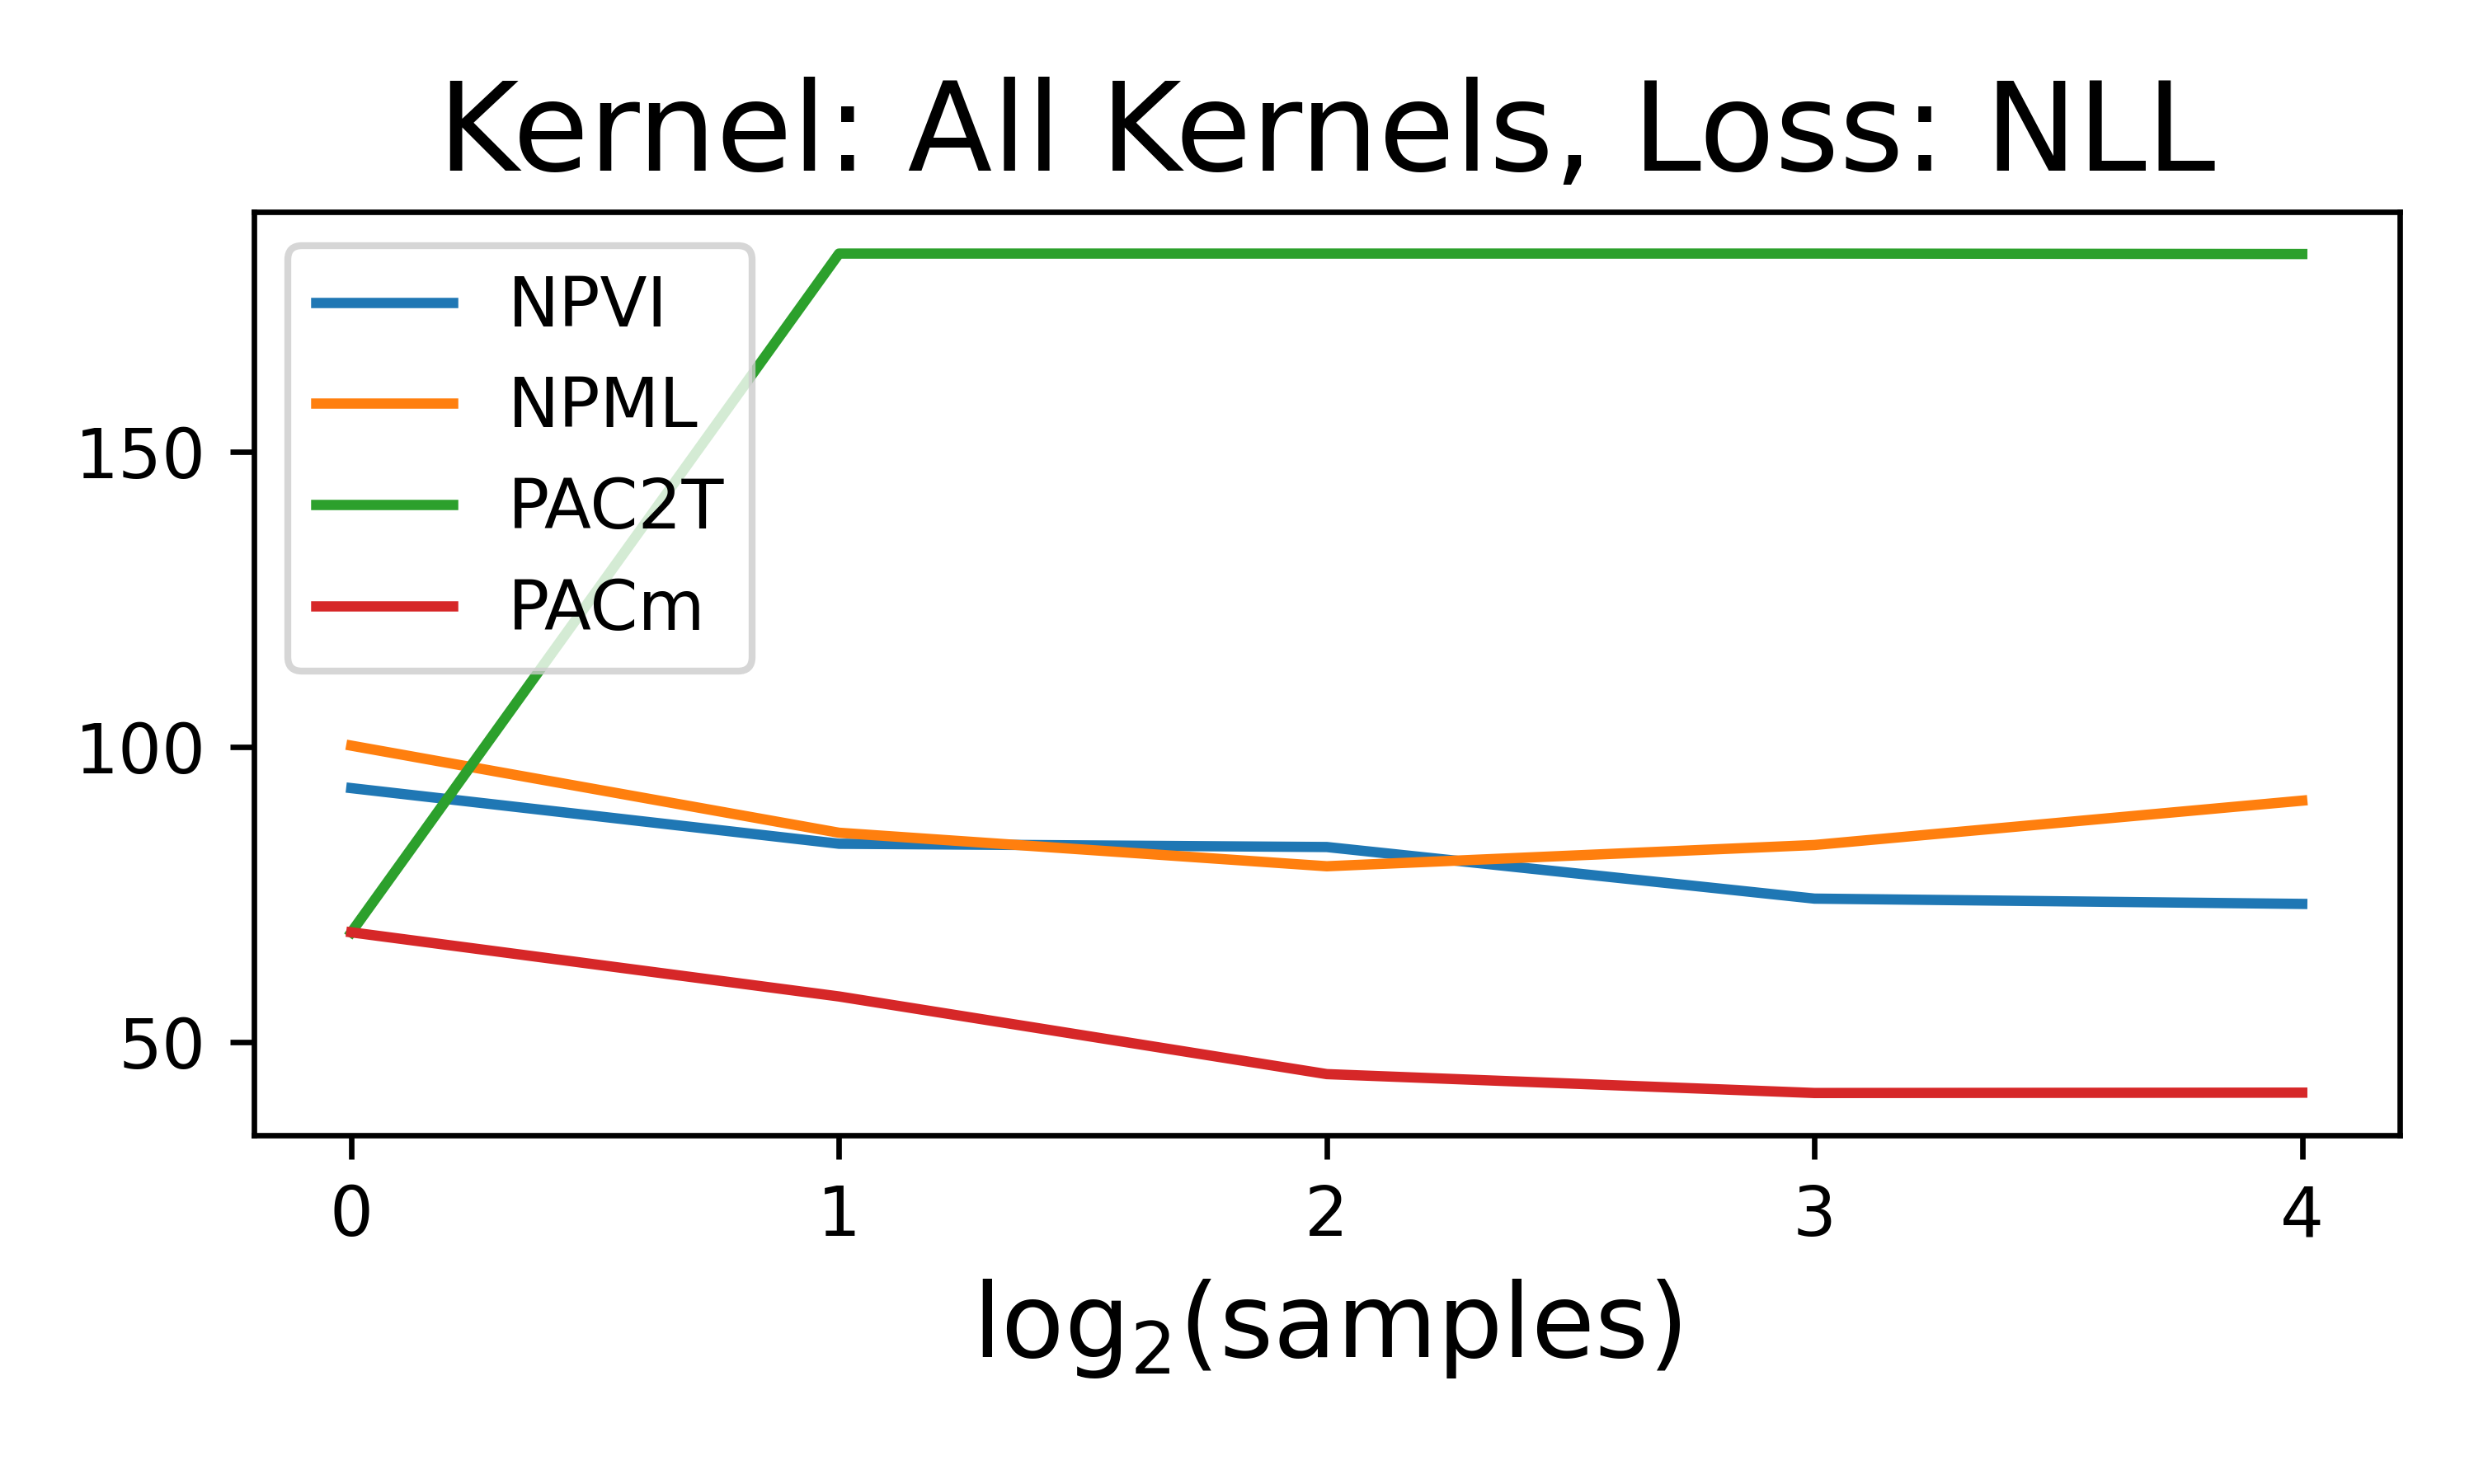 Kernel: All Kernels, Loss: NLL
NPVI
NPML
PAC2T
PACm
150
100
50
0 1 2 3 4
log₂(samples)